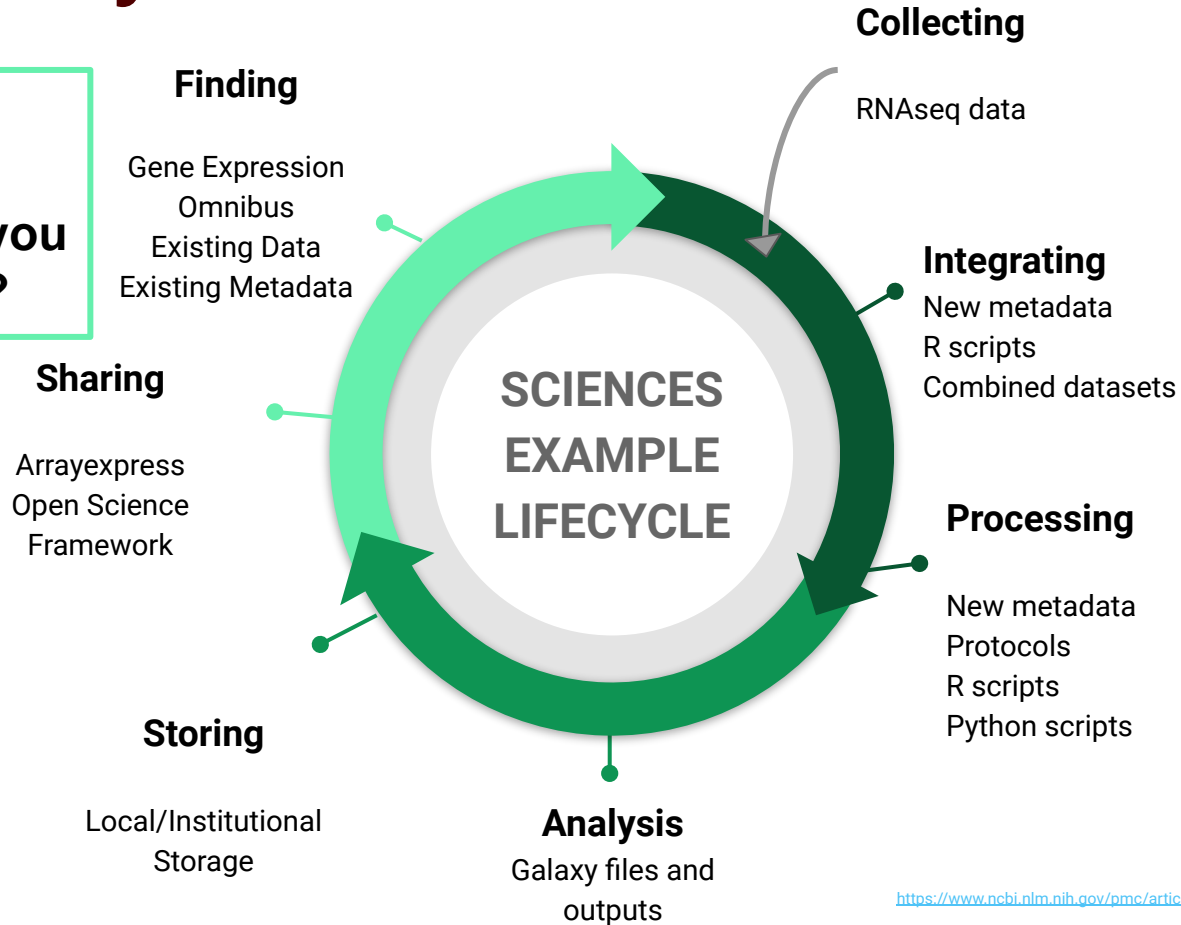 y
you
?
Collecting
RNAseq data
Finding
Gene Expression
Omnibus
Existing Data
Existing Metadata
Integrating
New metadata
R scripts
Combined datasets
Sharing
Arrayexpress
Open Science
Framework
SCIENCES
EXAMPLE
LIFECYCLE
Processing
New metadata
Protocols
R scripts
Python scripts
Storing
Local/Institutional
Storage
Analysis
Galaxy files and
outputs
https://www.ncbi.nlm.nih.gov/pmc/artic